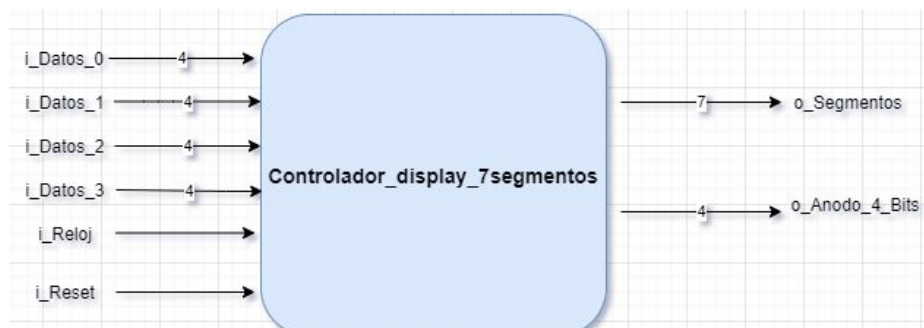 i_Datos_0 4
i_Datos_1 4
i_Datos_2 4
i_Datos_3 4
i_Reloj
i_Reset
Controlador_display_7segmentos
7 o_Segmentos
4 o_Anodo_4_Bits